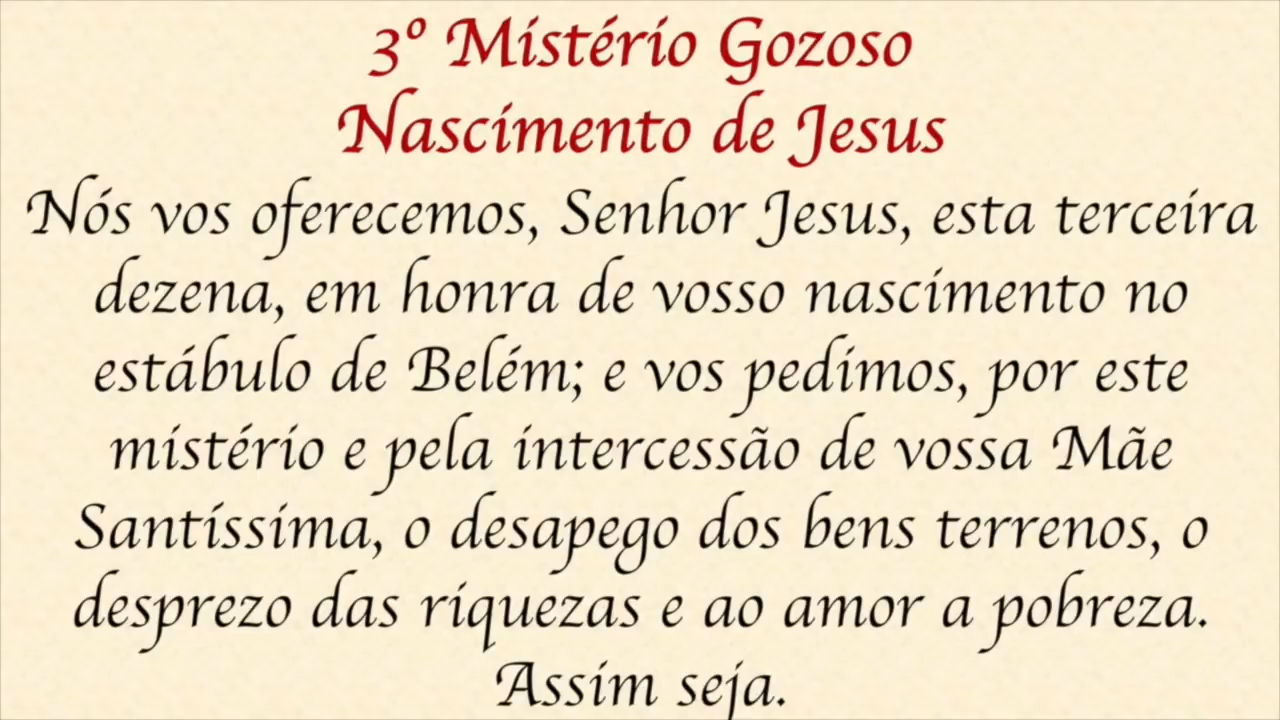 3º Mistério Gozoso
Nascimento de Jesus
Nós vos oferecemos, Senhor Jesus, esta terceira
dezena, em honra de vosso nascimento no
estábulo de Belém; e vos pedimos, por este
mistério e pela intercessão de vossa Mãe
Santíssima, o desapego dos bens terrenos, o
desprezo das riquezas e ao amor a pobreza.
Assim seja.